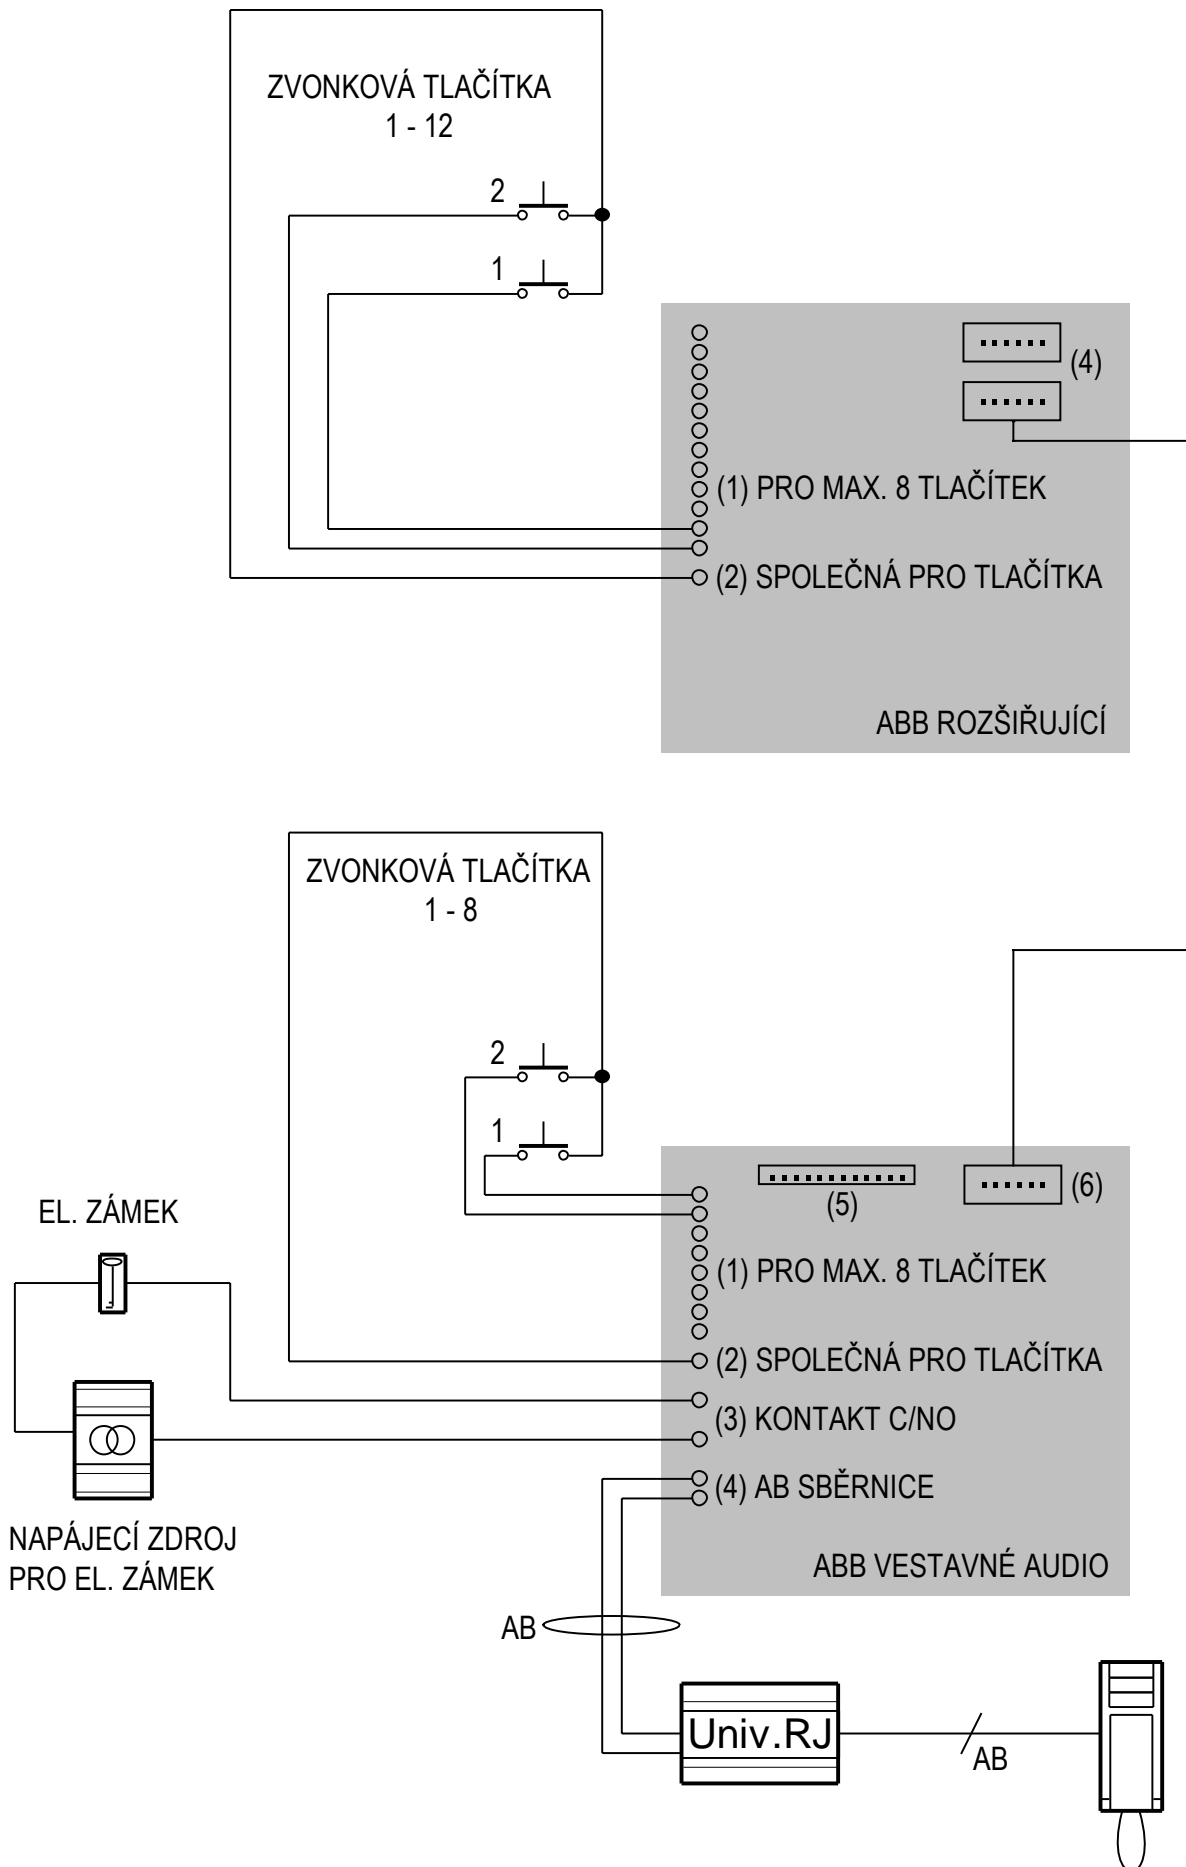 ZVONKOVÁ TLAČÍTKA
1 - 12
2
1
(4)
(1) PRO MAX. 8 TLAČÍTEK
(2) SPOLEČNÁ PRO TLAČÍTKA
ABB ROZŠIŘUJÍCÍ
ZVONKOVÁ TLAČÍTKA
1 - 8
2
1
(5)
(6)
EL. ZÁMEK
(1) PRO MAX. 8 TLAČÍTEK
(2) SPOLEČNÁ PRO TLAČÍTKA
(3) KONTAKT C/NO
(4) AB SBĚRNICE
NAPÁJECÍ ZDROJ
PRO EL. ZÁMEK
ABB VESTAVNÉ AUDIO
AB
Univ.RJ
AB